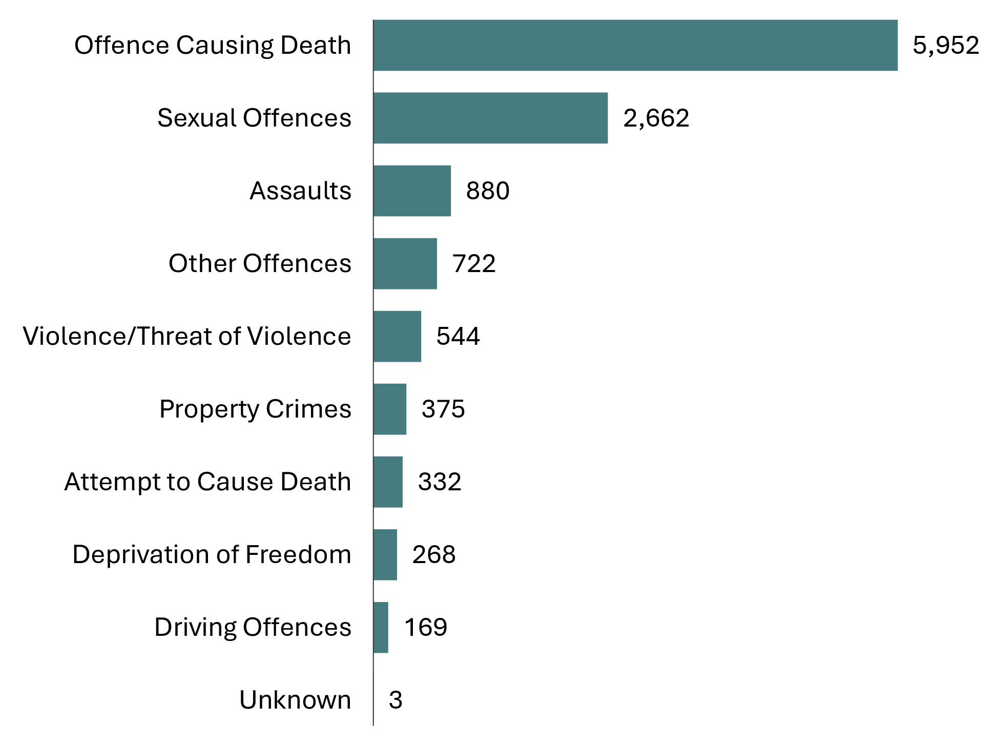 Offence Causing Death 5,952
Sexual Offences 2,662
Assaults 880
Other Offences 722
Violence/Threat of Violence 544
Property Crimes 375
Attempt to Cause Death 332
Deprivation of Freedom 268
Driving Offences 169
Unknown 3